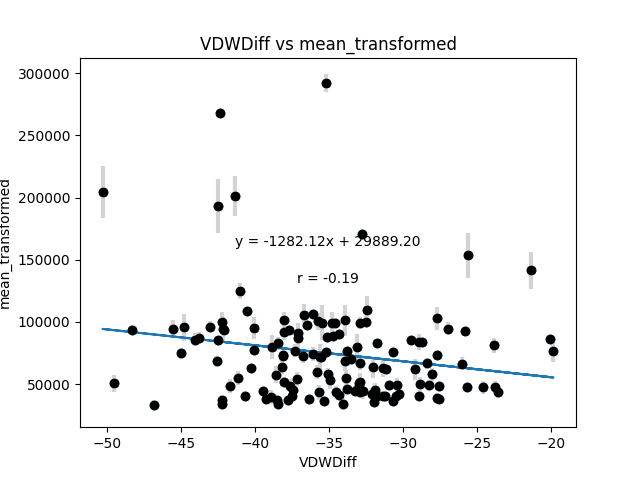 VDWDiff vs mean_transformed
300000
250000
200000
150000
100000
50000
mean_transformed
y = -1282.12x + 29889.20
r = -0.19
−50
−45
−40
−35
−30
−25
−20
VDWDiff